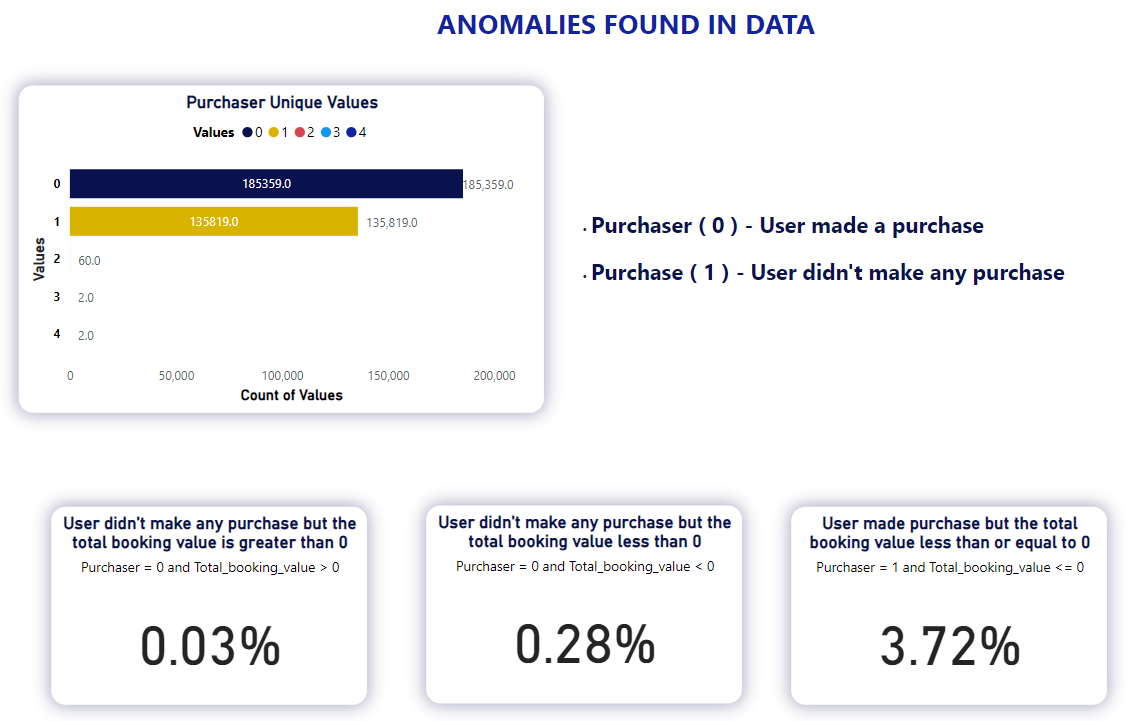 ANOMALIES FOUND IN DATA
Purchaser Unique Values
Values 0 1 2 3 4
0 185359.0 185,359.0
1 135819.0 135,819.0
2 60.0
3 2.0
4 2.0
Values
0 50,000 100,000 150,000 200,000
Count of Values
. Purchaser ( 0 ) - User made a purchase
. Purchase ( 1 ) - User didn't make any purchase
User didn't make any purchase but the
total booking value is greater than 0
Purchaser = 0 and Total_booking_value > 0
0.03%
User didn't make any purchase but the
total booking value less than 0
Purchaser = 0 and Total_booking_value < 0
0.28%
User made purchase but the total
booking value less than or equal to 0
Purchaser = 1 and Total_booking_value <= 0
3.72%